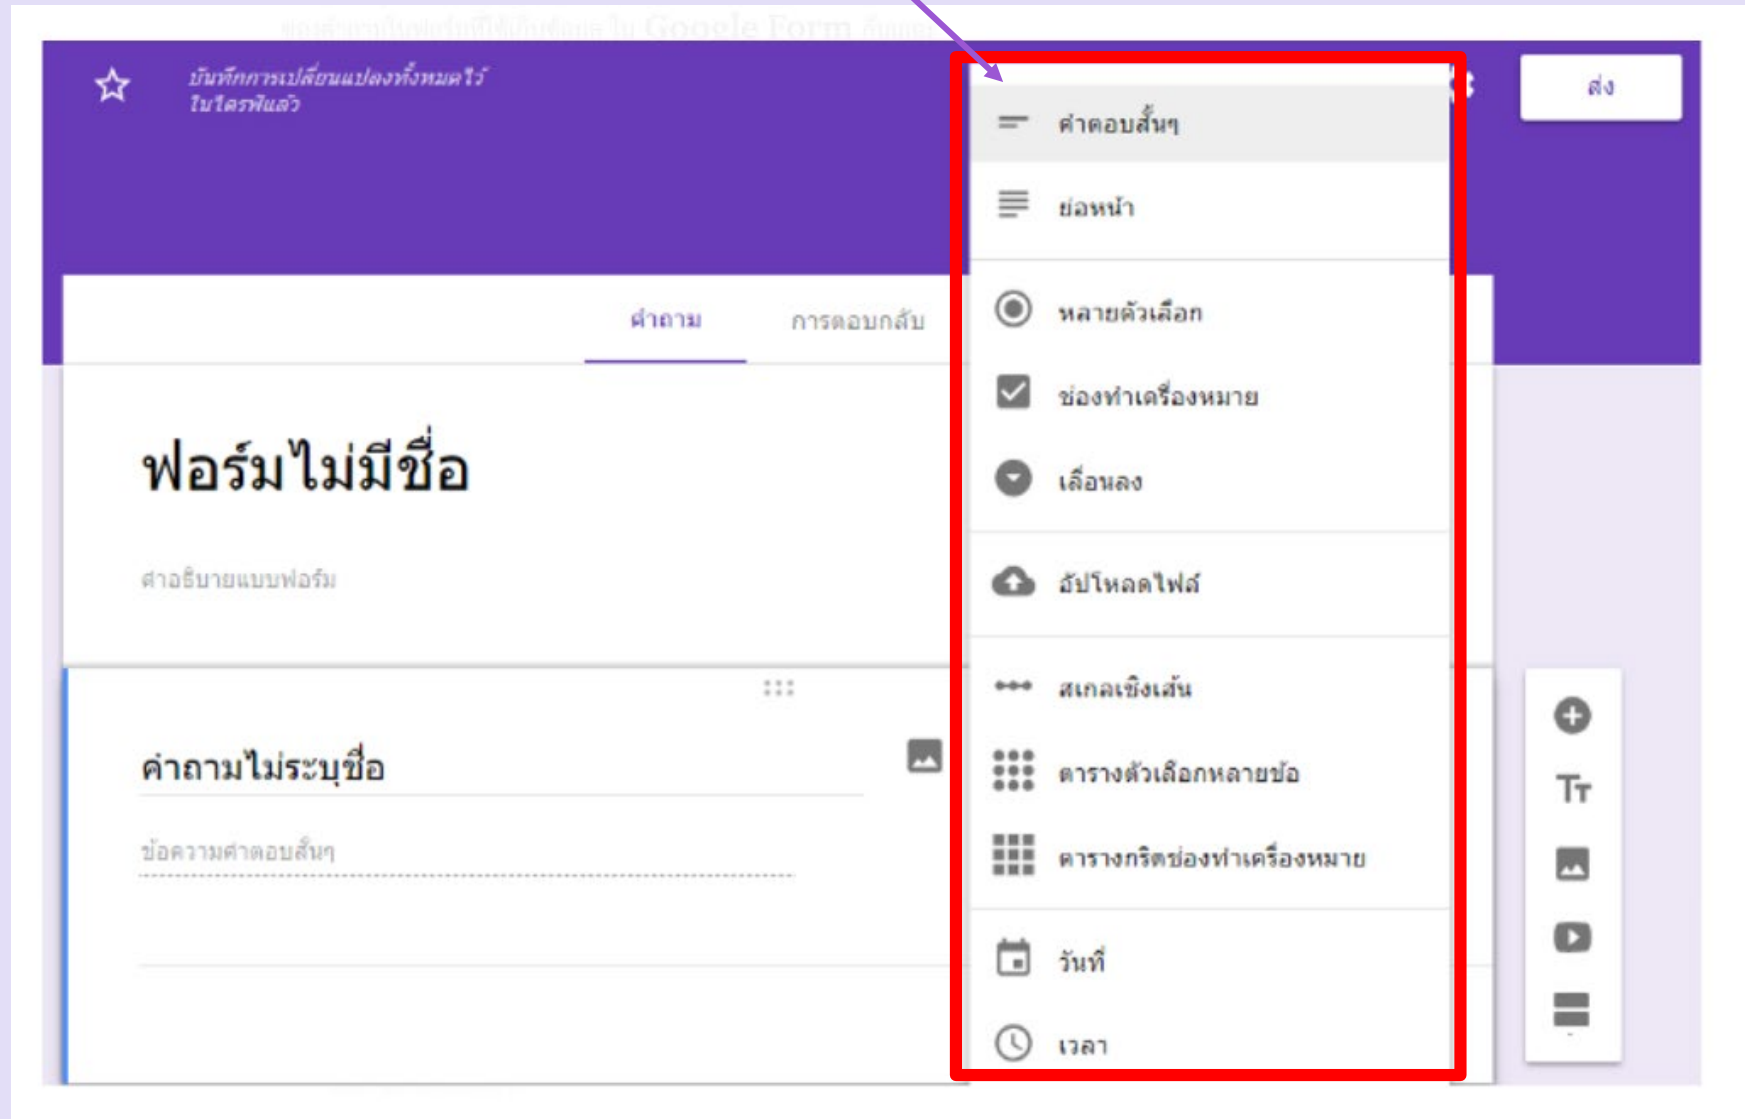 Google Form
บันทึกการเปลี่ยนแปลงทั้งหมดไว้
ในไดรฟ์แล้ว
ส่ง
คำถาม
การตอบกลับ
ฟอร์มไม่มีชื่อ
คำอธิบายแบบฟอร์ม
คำถามไม่ระบุชื่อ
ข้อความคำตอบสั้นๆ
คำตอบสั้นๆ
ย่อหน้า
หลายตัวเลือก
ช่องทำเครื่องหมาย
เลื่อนลง
อัปโหลดไฟล์
สเกลเชิงเส้น
ตารางตัวเลือกหลายข้อ
ตารางกริดช่องทำเครื่องหมาย
วันที่
เวลา
Tт